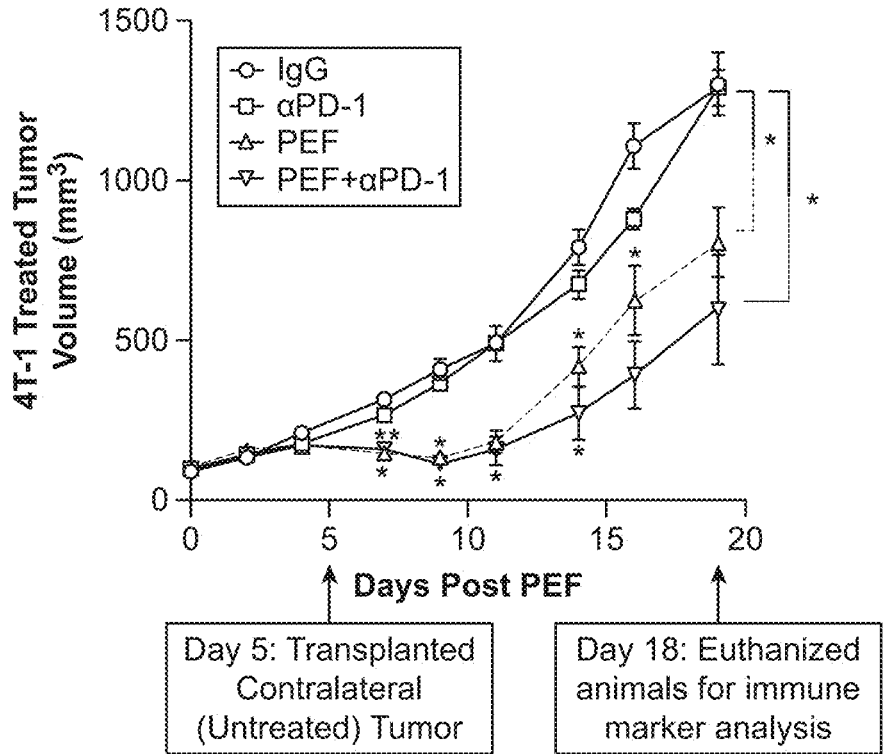 1500
1000
500
0
4T-1 Treated Tumor
Volume (mm³)
IgG
αPD-1
PEF
PEF+αPD-1
*
*
*
*
*
*
**
*
*
*
*
0
5
10
15
20
Days Post PEF
Day 5: Transplanted
Contralateral
(Untreated) Tumor
Day 18: Euthanized
animals for immune
marker analysis